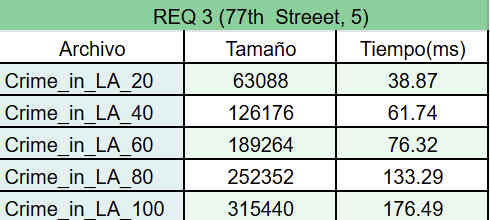 REQ 3 (77th Streeet, 5)
Archivo Tamaño Tiempo(ms)
Crime_in_LA_20 63088 38.87
Crime_in_LA_40 126176 61.74
Crime_in_LA_60 189264 76.32
Crime_in_LA_80 252352 133.29
Crime_in_LA_100 315440 176.49